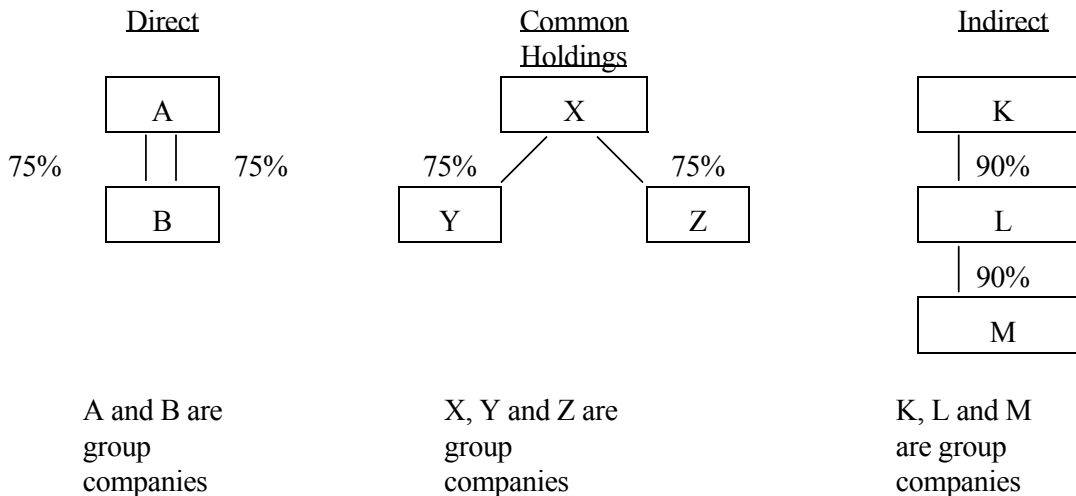 Direct
Common
Holdings
Indirect
A
X
K
75%
75%
75%
75%
90%
B
Y
Z
L
90%
M
A and B are
group
companies
X, Y and Z are
group
companies
K, L and M
are group
companies